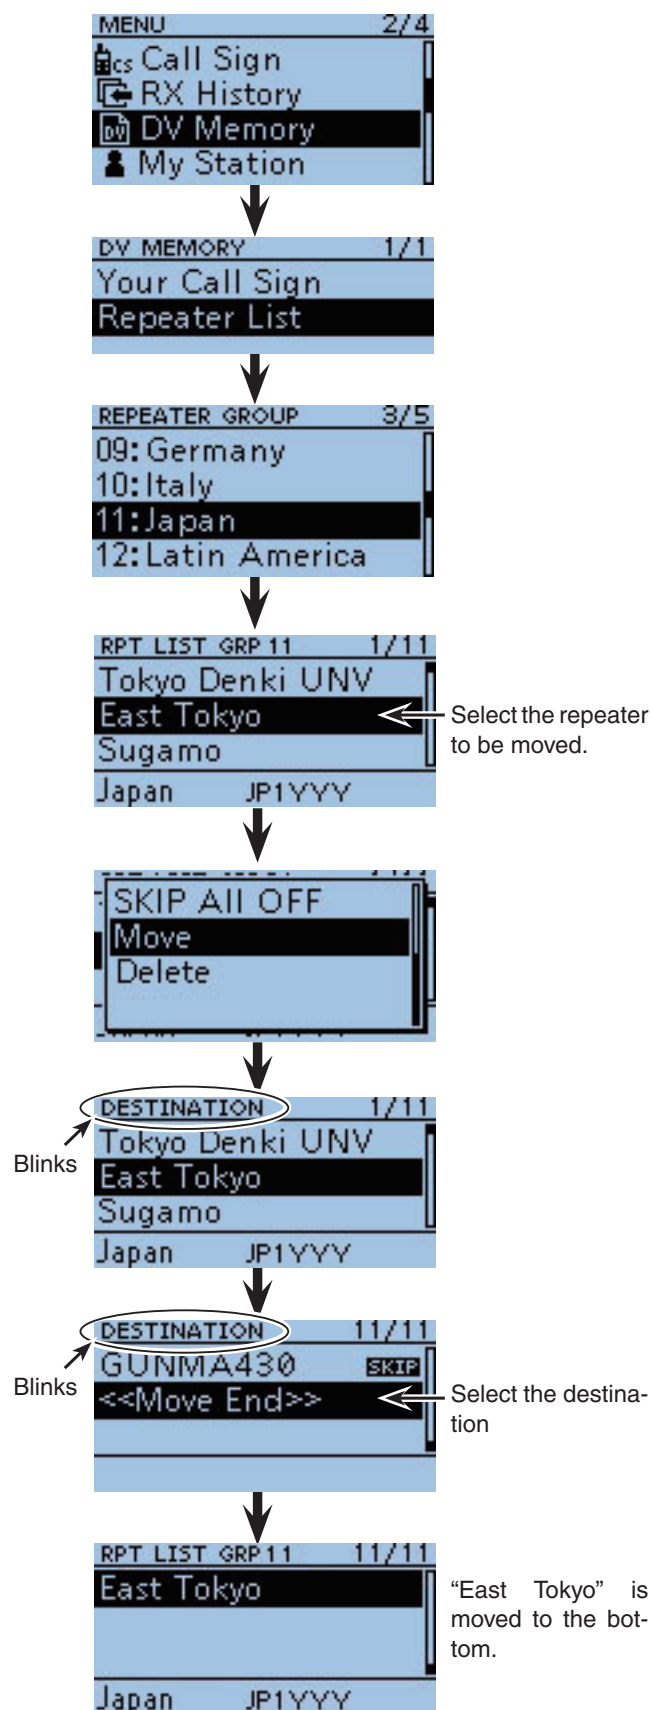 MENU 2/4
CS Call Sign
RX History
DV DV Memory
My Station
DV MEMORY 1/1
Your Call Sign
Repeater List
REPEATER GROUP 3/5
09:Germany
10:Italy
11:Japan
12:Latin America
RPT LIST GRP 11 1/11
Tokyo Denki UNV
East Tokyo
Sugamo
Japan JP1YYY
Select the repeater
to be moved.
SKIP All OFF
Move
Delete
DESTINATION 1/11
Blinks
Tokyo Denki UNV
East Tokyo
Sugamo
Japan JP1YYY
DESTINATION 11/11
Blinks
GUNMA430 SKIP
<<Move End>>
Select the destina-
tion
RPT LIST GRP 11 11/11
East Tokyo
Japan JP1YYY
“East Tokyo” is
moved to the bot-
tom.